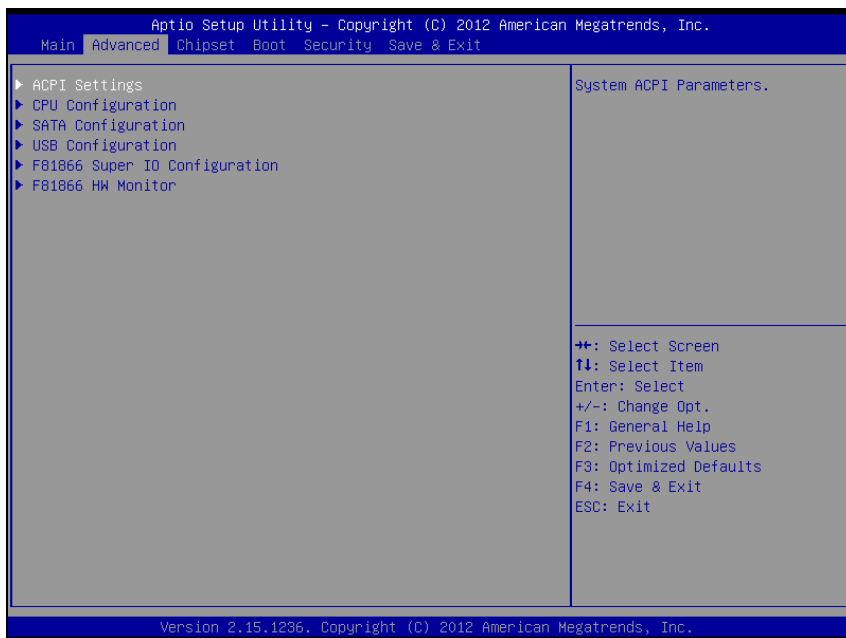 Aptio Setup Utility – Copyright (C) 2012 American Megatrends, Inc.
Main Advanced Chipset Boot Security Save & Exit
► ACPI Settings
► CPU Configuration
► SATA Configuration
► USB Configuration
► F81866 Super IO Configuration
► F81866 HW Monitor
System ACPI Parameters.
→←: Select Screen
↑↓: Select Item
Enter: Select
+/-: Change Opt.
F1: General Help
F2: Previous Values
F3: Optimized Defaults
F4: Save & Exit
ESC: Exit
Version 2.15.1236. Copyright (C) 2012 American Megatrends, Inc.